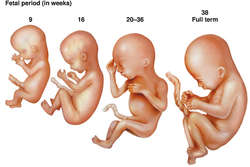 Fetal period (in weeks)
38
9 16 20–36 Full term